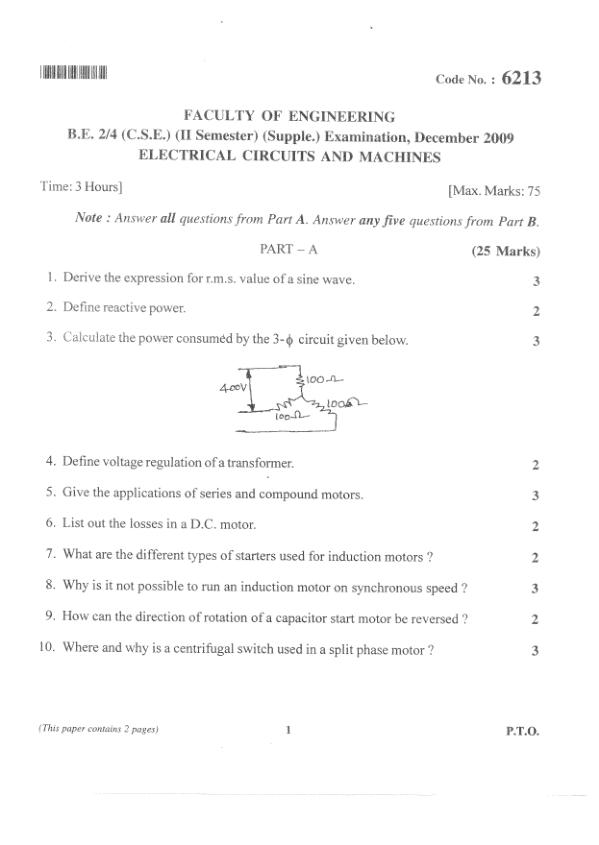 Code No. : 6213
FACULTY OF ENGINEERING
B.E. 2/4 (C.S.E.) (II Semester) (Supple.) Examination, December 2009
ELECTRICAL CIRCUITS AND MACHINES
Time: 3 Hours] [Max. Marks: 75
Note : Answer all questions from Part A. Answer any five questions from Part B.
PART – A (25 Marks)
1. Derive the expression for r.m.s. value of a sine wave. 3
2. Define reactive power. 2
3. Calculate the power consumed by the 3-ϕ circuit given below. 3
400V
100Ω
100Ω
100Ω
4. Define voltage regulation of a transformer. 2
5. Give the applications of series and compound motors. 3
6. List out the losses in a D.C. motor. 2
7. What are the different types of starters used for induction motors ? 2
8. Why is it not possible to run an induction motor on synchronous speed ? 3
9. How can the direction of rotation of a capacitor start motor be reversed ? 2
10. Where and why is a centrifugal switch used in a split phase motor ? 3
(This paper contains 2 pages) 1 P.T.O.